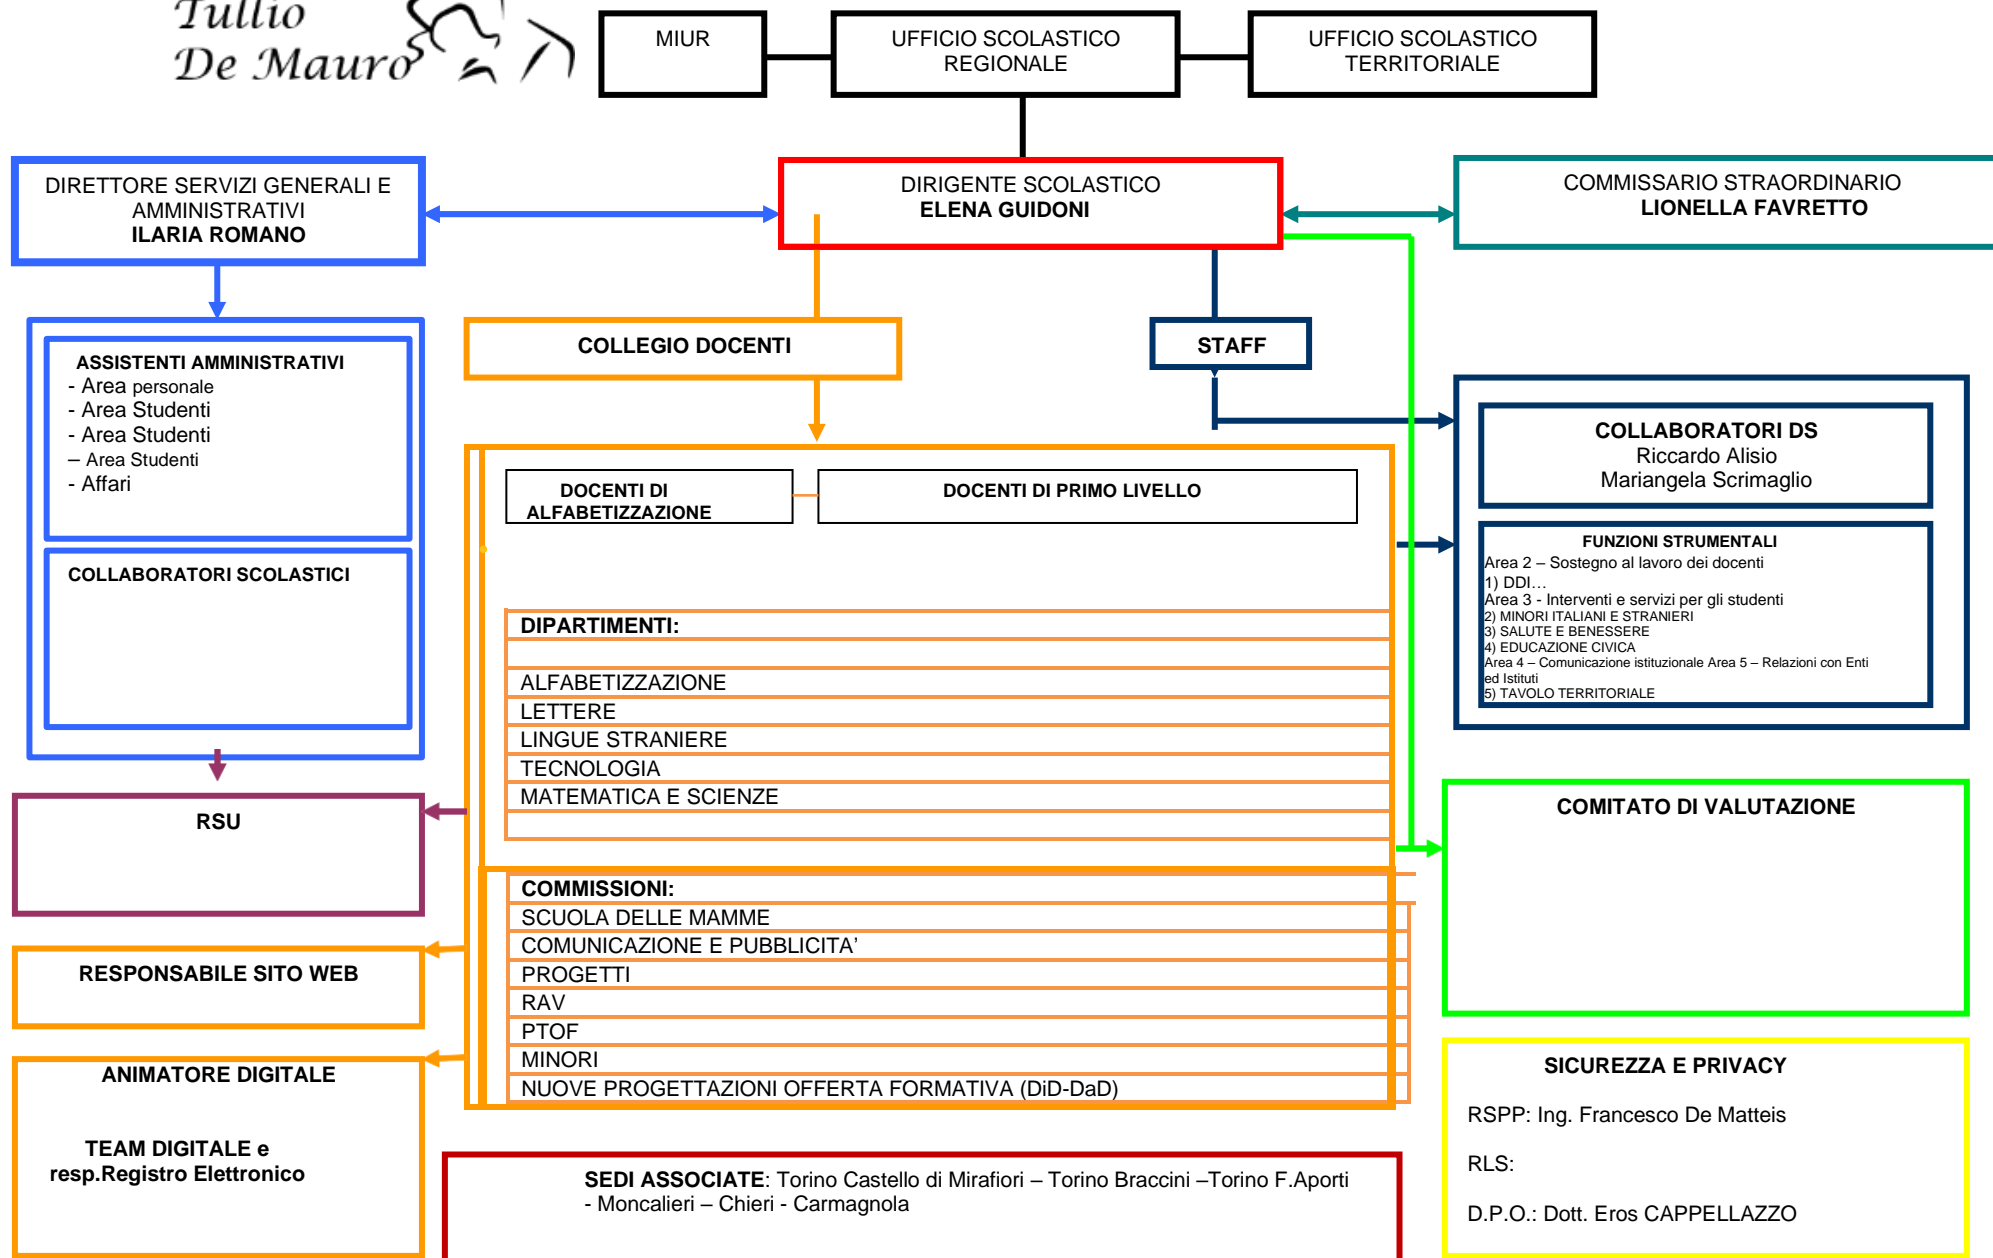 Tullio
De Mauro
MIUR
UFFICIO SCOLASTICO
REGIONALE
UFFICIO SCOLASTICO
TERRITORIALE
DIRETTORE SERVIZI GENERALI E
AMMINISTRATIVI
ILARIA ROMANO
DIRIGENTE SCOLASTICO
ELENA GUIDONI
COMMISSARIO STRAORDINARIO
LIONELLA FAVRETTO
ASSISTENTI AMMINISTRATIVI
- Area personale
- Area Studenti
- Area Studenti
– Area Studenti
- Affari
COLLABORATORI SCOLASTICI
COLLEGIO DOCENTI
STAFF
DOCENTI DI
ALFABETIZZAZIONE
DOCENTI DI PRIMO LIVELLO
COLLABORATORI DS
Riccardo Alisio
Mariangela Scrimaglio
FUNZIONI STRUMENTALI
Area 2 – Sostegno al lavoro dei docenti
1) DDI…
Area 3 - Interventi e servizi per gli studenti
2) MINORI ITALIANI E STRANIERI
3) SALUTE E BENESSERE
4) EDUCAZIONE CIVICA
Area 4 – Comunicazione istituzionale Area 5 – Relazioni con Enti
ed Istituti
5) TAVOLO TERRITORIALE
DIPARTIMENTI:
ALFABETIZZAZIONE
LETTERE
LINGUE STRANIERE
TECNOLOGIA
MATEMATICA E SCIENZE
RSU
COMITATO DI VALUTAZIONE
COMMISSIONI:
SCUOLA DELLE MAMME
COMUNICAZIONE E PUBBLICITA’
PROGETTI
RAV
PTOF
MINORI
NUOVE PROGETTAZIONI OFFERTA FORMATIVA (DiD-DaD)
RESPONSABILE SITO WEB
ANIMATORE DIGITALE
TEAM DIGITALE e
resp.Registro Elettronico
SEDI ASSOCIATE: Torino Castello di Mirafiori – Torino Braccini –Torino F.Aporti
- Moncalieri – Chieri - Carmagnola
SICUREZZA E PRIVACY
RSPP: Ing. Francesco De Matteis
RLS:
D.P.O.: Dott. Eros CAPPELLAZZO